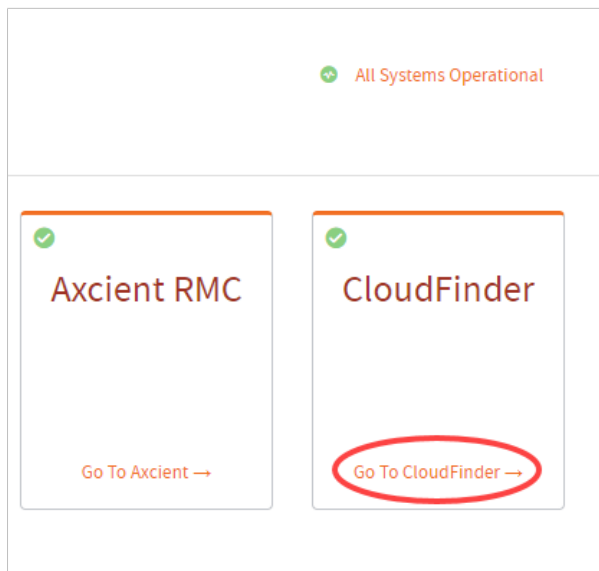 All Systems Operational
Axcient RMC
CloudFinder
Go To Axcient →
Go To CloudFinder →